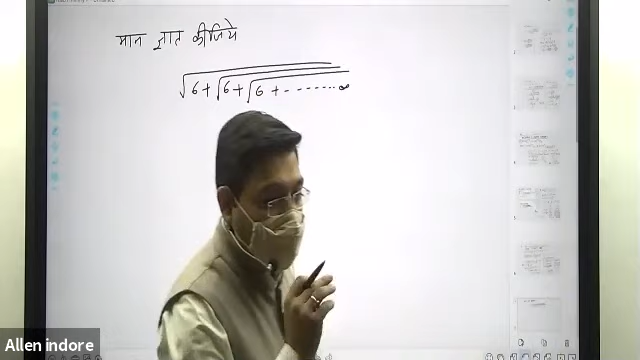 मान ज्ञात कीजिये
√6+√6+√6+-------∞
Allen indore